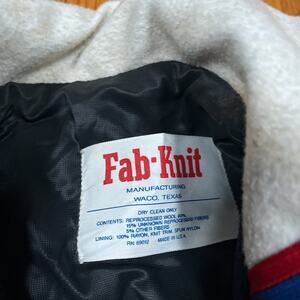 Fab-Knit
MANUFACTURING
WACO, TEXAS
DRY CLEAN ONLY
CONTENTS: REPROCESSED WOOL 80%
15% UNKNOWN REPROCESSED FIBERS
5% OTHER FIBERS
LINING: 100% RAYON, KNIT TRIM, SPUN NYLON
RN 69012 MADE IN U.S.A.